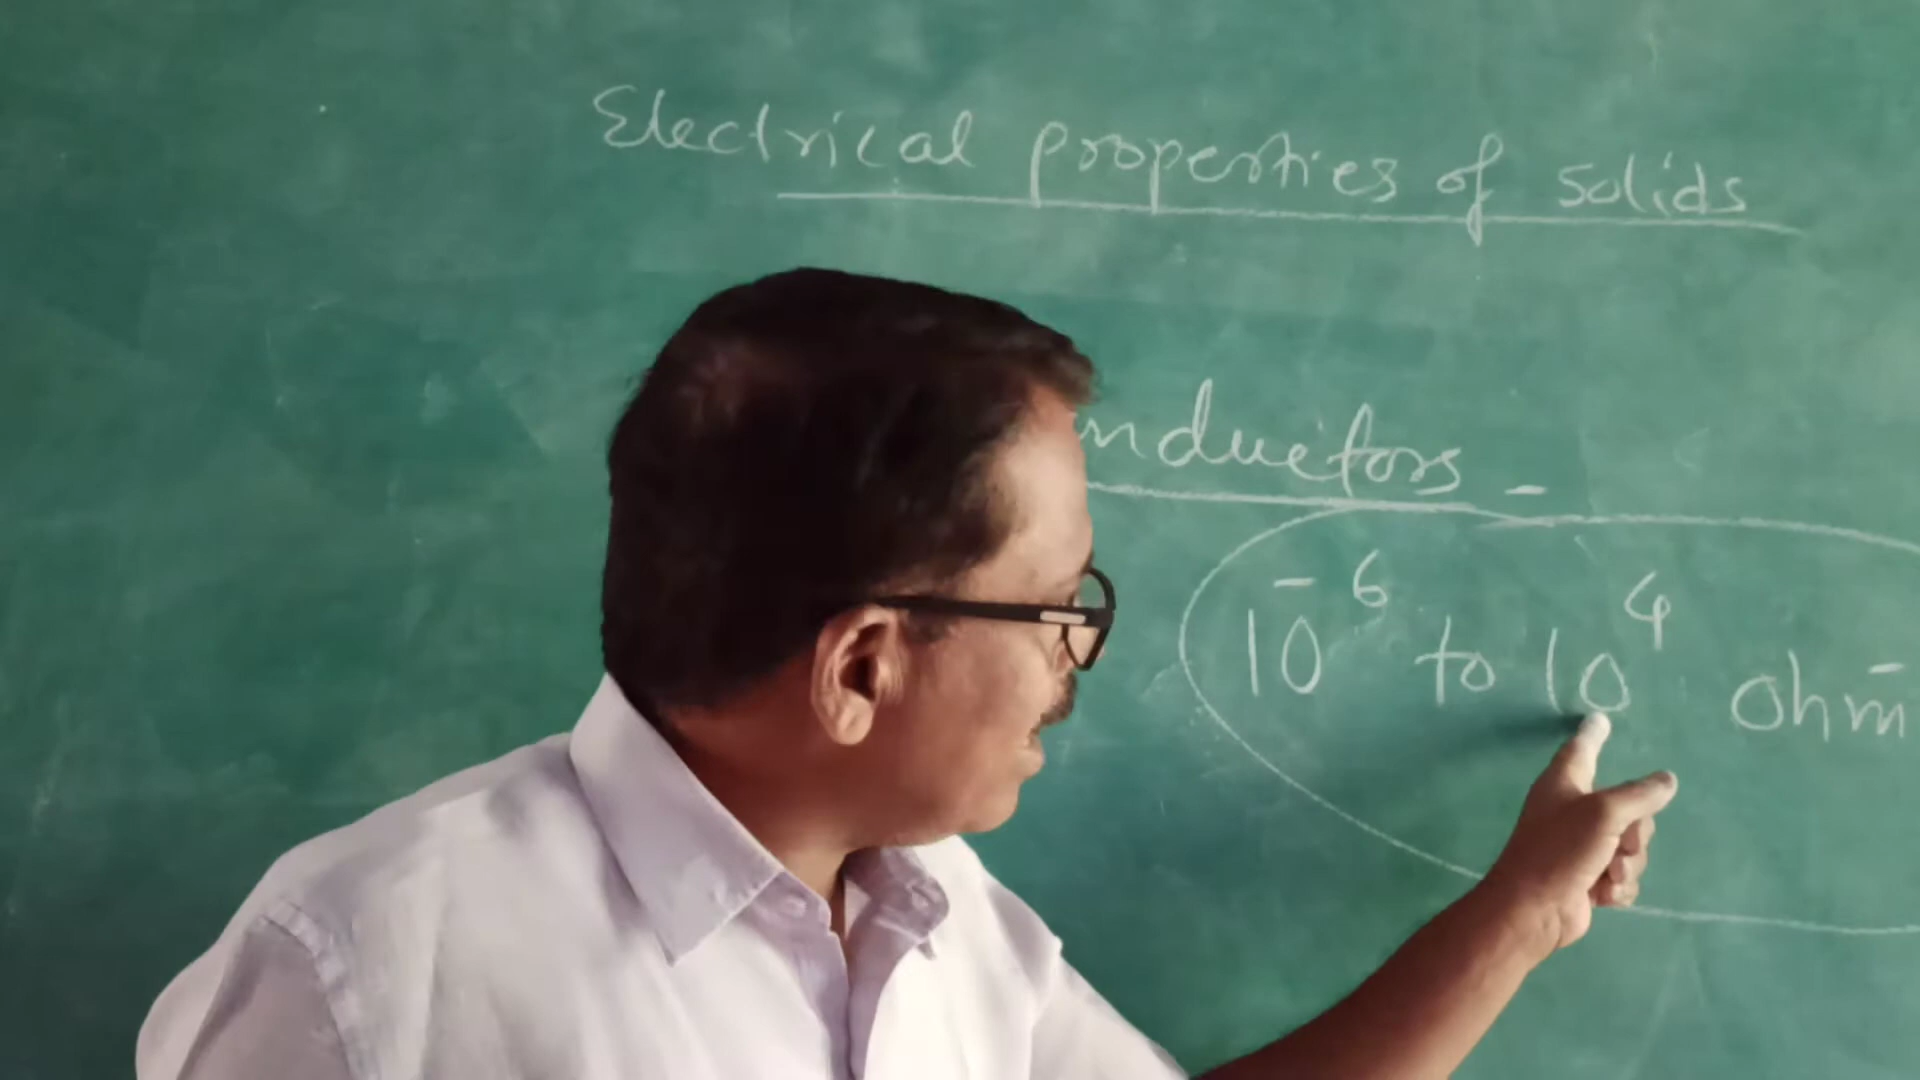 Electrical properties of solids
nductors -
10⁻⁶ to 10⁴ ohm⁻